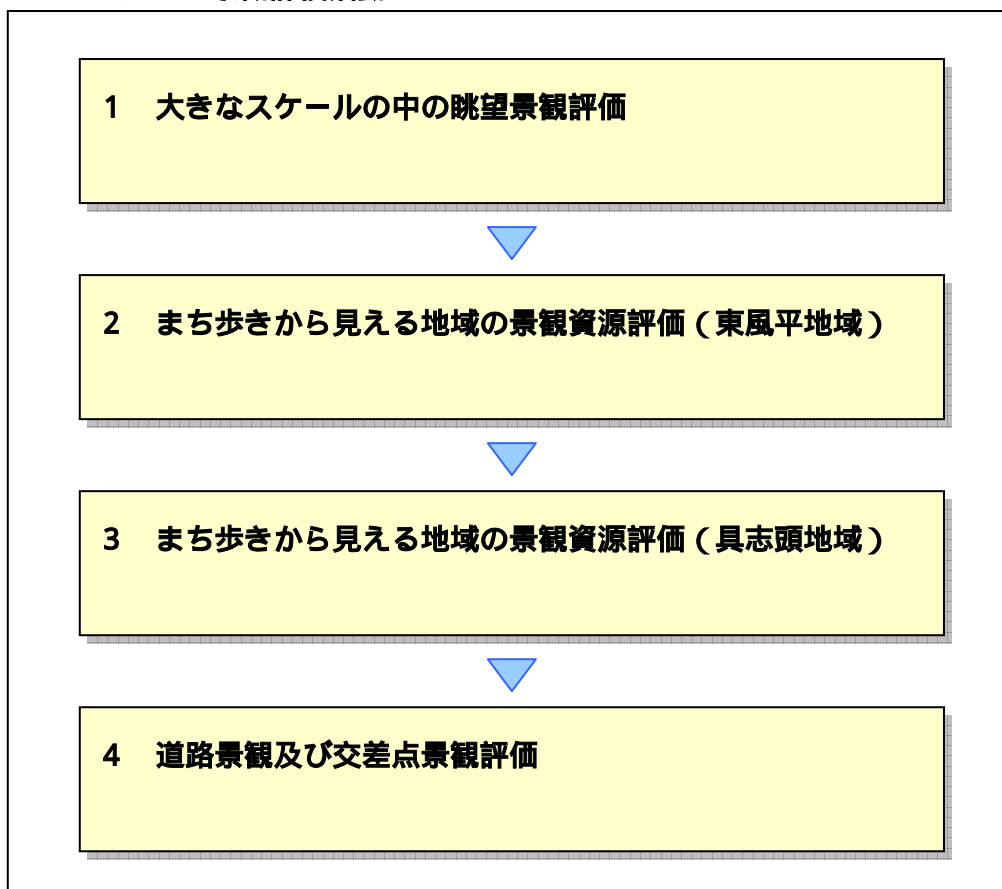 1 大きなスケールの中の眺望景観評価
2 まち歩きから見える地域の景観資源評価（東風平地域）
3 まち歩きから見える地域の景観資源評価（具志頭地域）
4 道路景観及び交差点景観評価